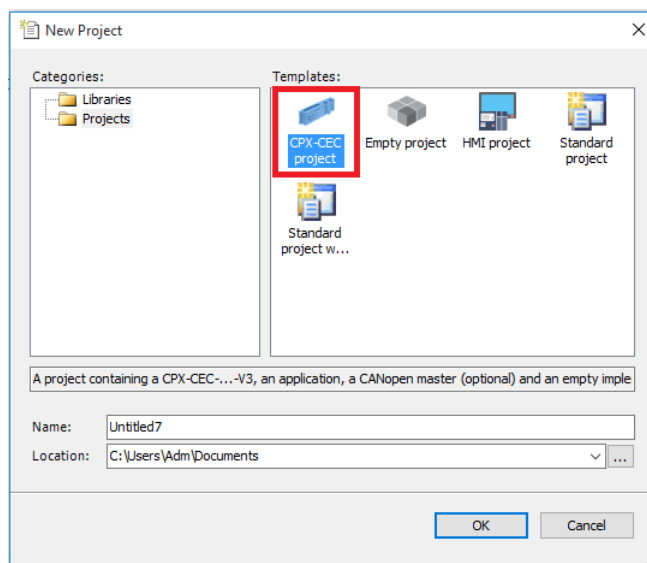 New Project
Categories:
Templates:
Libraries
Projects
CPX-CEC
project
Empty project
HMI project
Standard
project
Standard
project w...
A project containing a CPX-CEC-...-V3, an application, a CANopen master (optional) and an empty imple
Name:
Untitled7
Location:
C:\Users\Adm\Documents
...
OK
Cancel